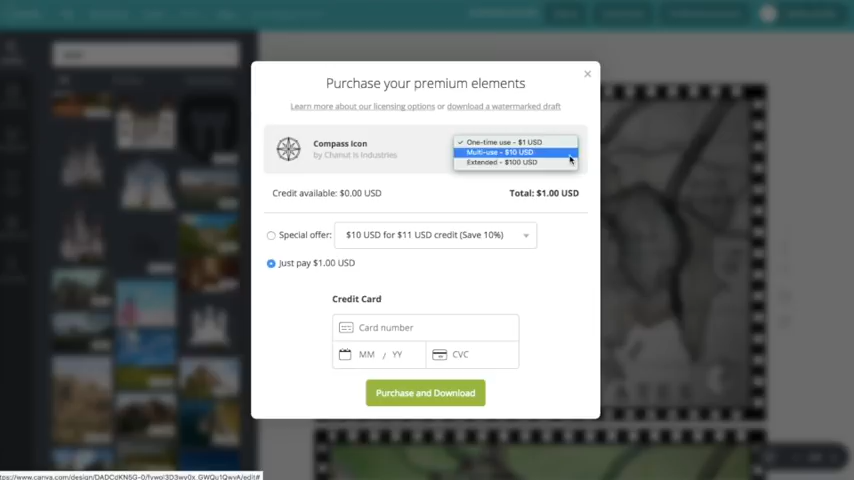 Purchase your premium elements
Learn more about our licensing options or download a watermarked draft
Compass Icon
by Chanut is Industries
One-time use - $1 USD
Multi-use - $10 USD
Extended - $100 USD
Credit available: $0.00 USD
Total: $1.00 USD
Special offer:
$10 USD for $11 USD credit (Save 10%)
Just pay $1.00 USD
Credit Card
Card number
MM / YY
CVC
Purchase and Download